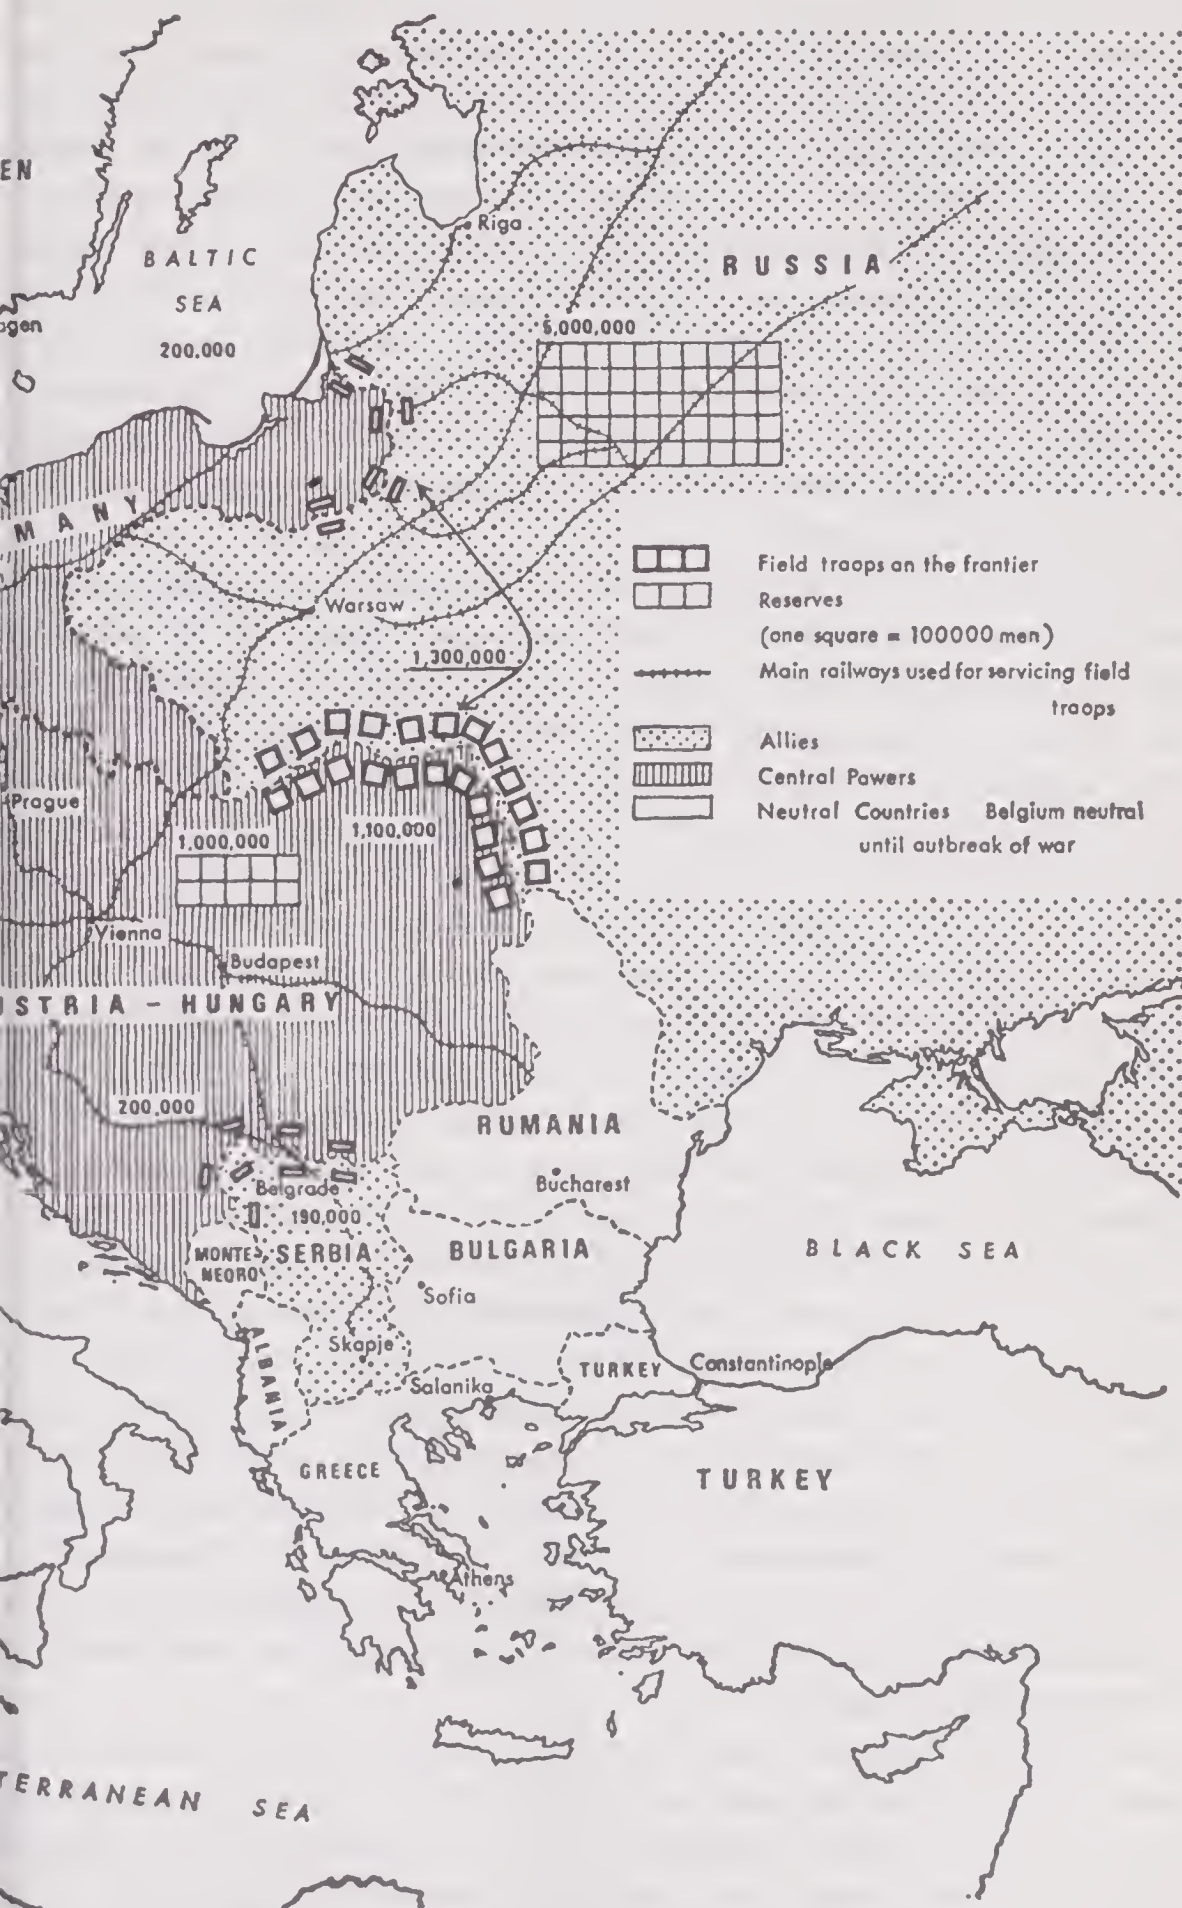 EN
BALTIC
SEA
200,000
agen
Riga
RUSSIA
5,000,000
MANY
Warsaw
1,300,000
Field troops on the frontier
Reserves
(one square = 100000 men)
Main railways used for servicing field
troops
Allies
Central Powers
Neutral Countries Belgium neutral
until outbreak of war
Prague
1,000,000
1,100,000
Vienna
Budapest
USTRIA - HUNGARY
200,000
RUMANIA
Bucharest
Belgrade
190,000
MONTE-
NEGRO
SERBIA
BULGARIA
BLACK SEA
Sofia
ALBANIA
Skopje
Salonika
TURKEY
Constantinople
GREECE
TURKEY
Athens
TERRANEAN SEA